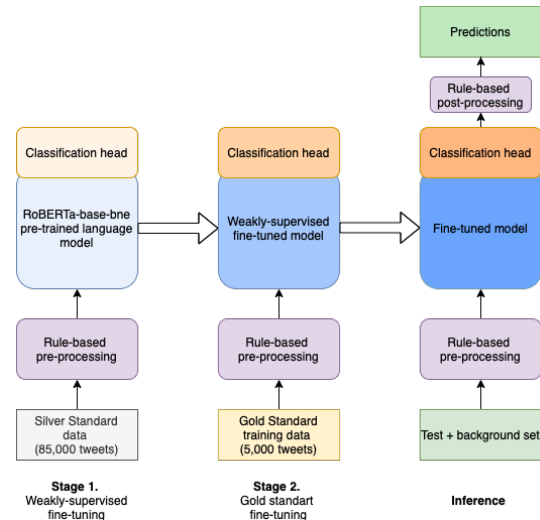 Predictions
Rule-based
post-processing
Classification head
Classification head
Classification head
RoBERTa-base-bne
pre-trained language
model
Weakly-supervised
fine-tuned model
Fine-tuned model
Rule-based
pre-processing
Rule-based
pre-processing
Rule-based
pre-processing
Silver Standard
data
(85,000 tweets)
Gold Standard
training data
(5,000 tweets)
Test + background set
Stage 1.
Weakly-supervised
fine-tuning
Stage 2.
Gold standart
fine-tuning
Inference